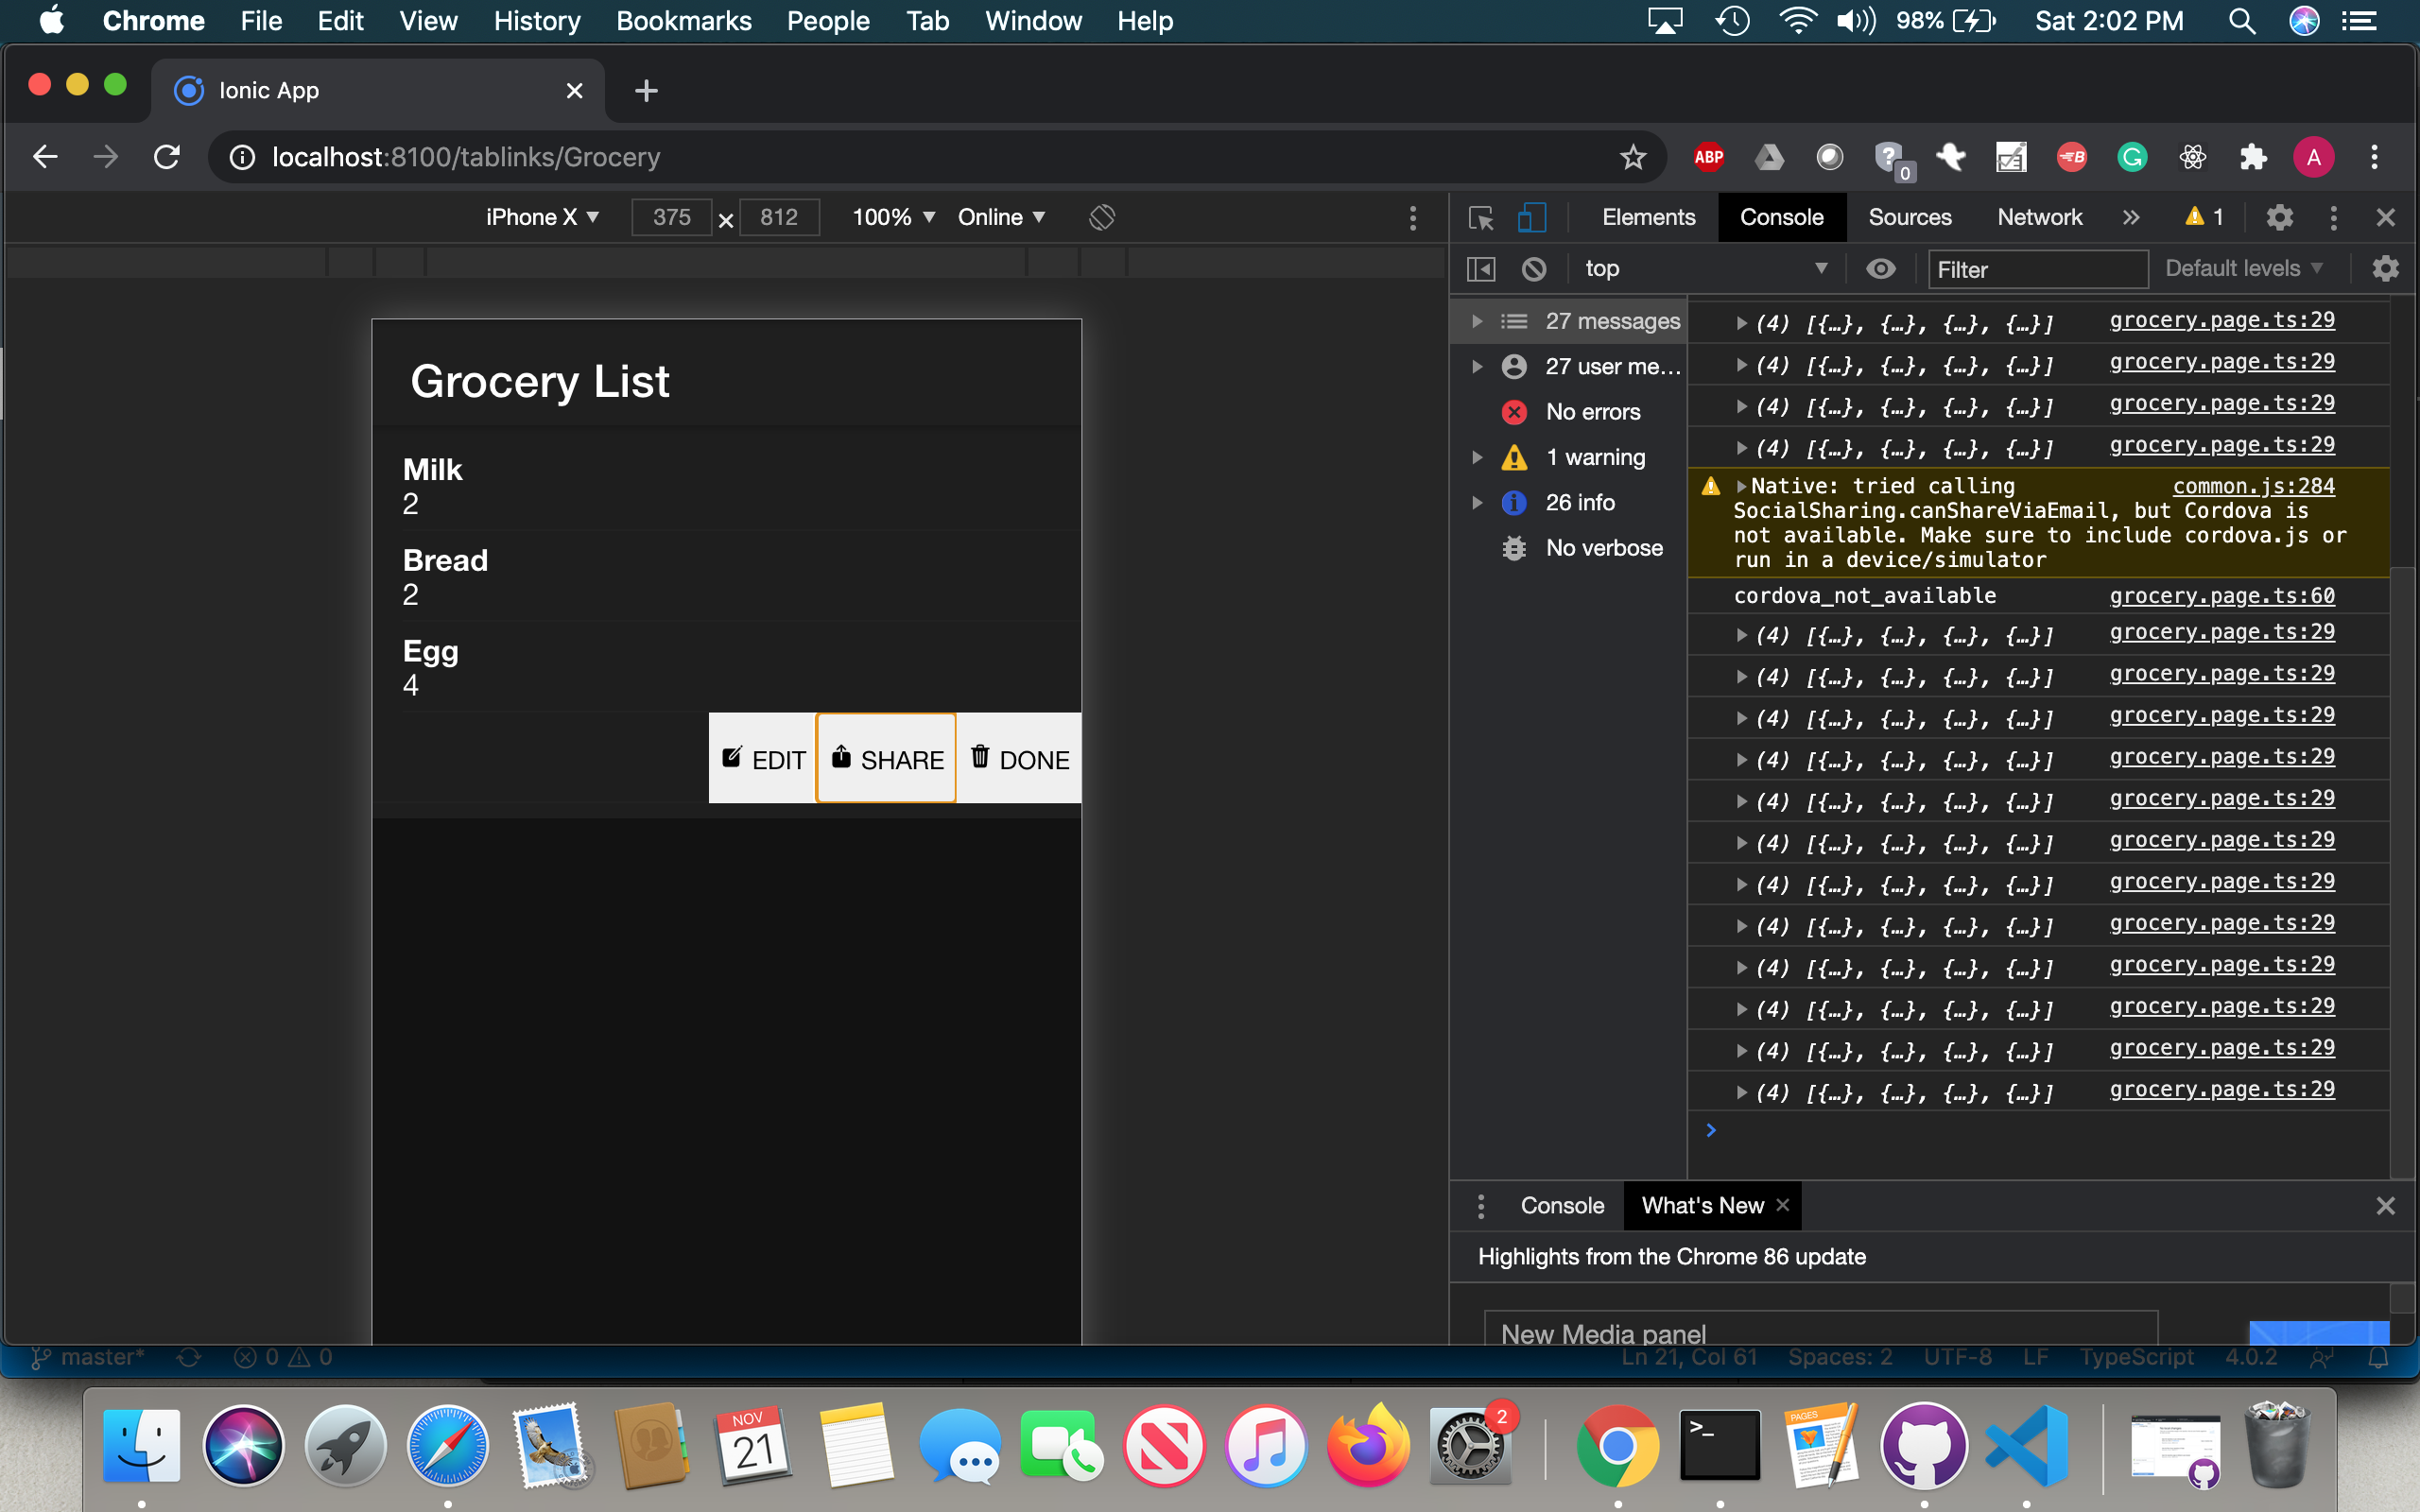 Chrome File Edit View History Bookmarks People Tab Window Help 98% Sat 2:02 PM
Ionic App
localhost:8100/tablinks/Grocery ABP ? 0 B G A
iPhone X 375 × 812 100% Online Elements Console Sources Network » 1
top Filter Default levels
Grocery List
Milk
2
Bread
2
Egg
4
EDIT SHARE DONE
27 messages
27 user me...
No errors
1 warning
26 info
No verbose
(4) [{…}, {…}, {…}, {…}] grocery.page.ts:29
(4) [{…}, {…}, {…}, {…}] grocery.page.ts:29
(4) [{…}, {…}, {…}, {…}] grocery.page.ts:29
(4) [{…}, {…}, {…}, {…}] grocery.page.ts:29
Native: tried calling common.js:284
SocialSharing.canShareViaEmail, but Cordova is
not available. Make sure to include cordova.js or
run in a device/simulator
cordova_not_available grocery.page.ts:60
(4) [{…}, {…}, {…}, {…}] grocery.page.ts:29
(4) [{…}, {…}, {…}, {…}] grocery.page.ts:29
(4) [{…}, {…}, {…}, {…}] grocery.page.ts:29
(4) [{…}, {…}, {…}, {…}] grocery.page.ts:29
(4) [{…}, {…}, {…}, {…}] grocery.page.ts:29
(4) [{…}, {…}, {…}, {…}] grocery.page.ts:29
(4) [{…}, {…}, {…}, {…}] grocery.page.ts:29
(4) [{…}, {…}, {…}, {…}] grocery.page.ts:29
(4) [{…}, {…}, {…}, {…}] grocery.page.ts:29
(4) [{…}, {…}, {…}, {…}] grocery.page.ts:29
(4) [{…}, {…}, {…}, {…}] grocery.page.ts:29
(4) [{…}, {…}, {…}, {…}] grocery.page.ts:29
Console What's New
Highlights from the Chrome 86 update
New Media panel
master* 0 0 Ln 21, Col 61 Spaces: 2 UTF-8 LF TypeScript 4.0.2
NOV
21
2
>_
PAGES